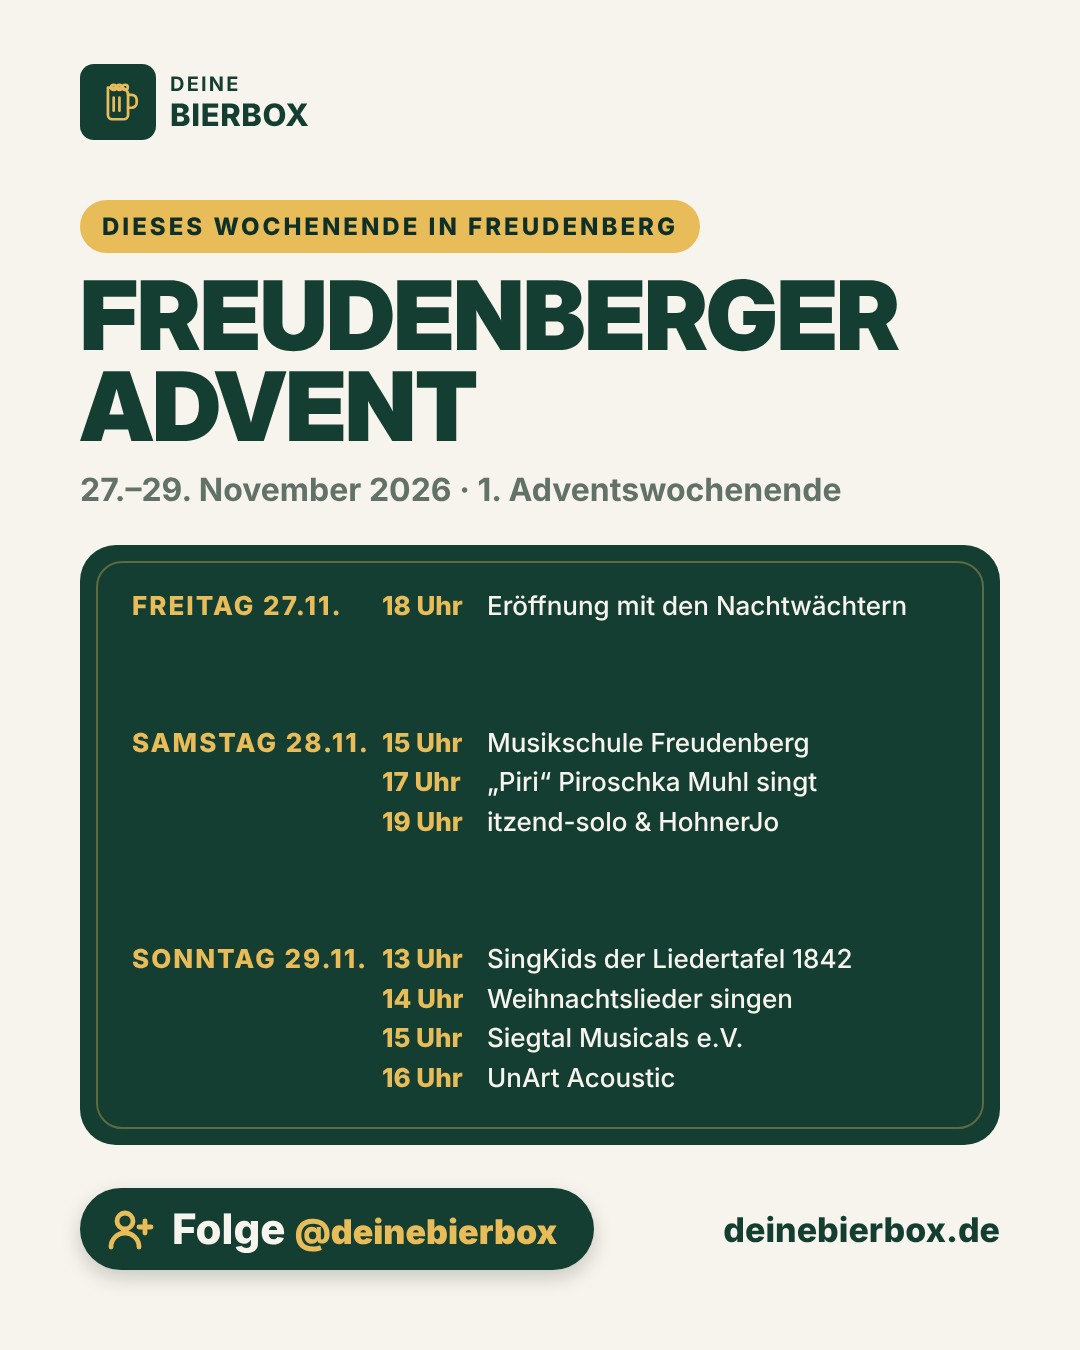 DEINE
BIERBOX
DIESES WOCHENENDE IN FREUDENBERG
FREUDENBERGER
ADVENT
27.–29. November 2026 · 1. Adventswochenende
FREITAG 27.11. 18 Uhr Eröffnung mit den Nachtwächtern
SAMSTAG 28.11. 15 Uhr Musikschule Freudenberg
17 Uhr „Piri“ Piroschka Muhl singt
19 Uhr itzend-solo & HohnerJo
SONNTAG 29.11. 13 Uhr SingKids der Liedertafel 1842
14 Uhr Weihnachtslieder singen
15 Uhr Siegtal Musicals e.V.
16 Uhr UnArt Acoustic
Folge @deinebierbox
deinebierbox.de